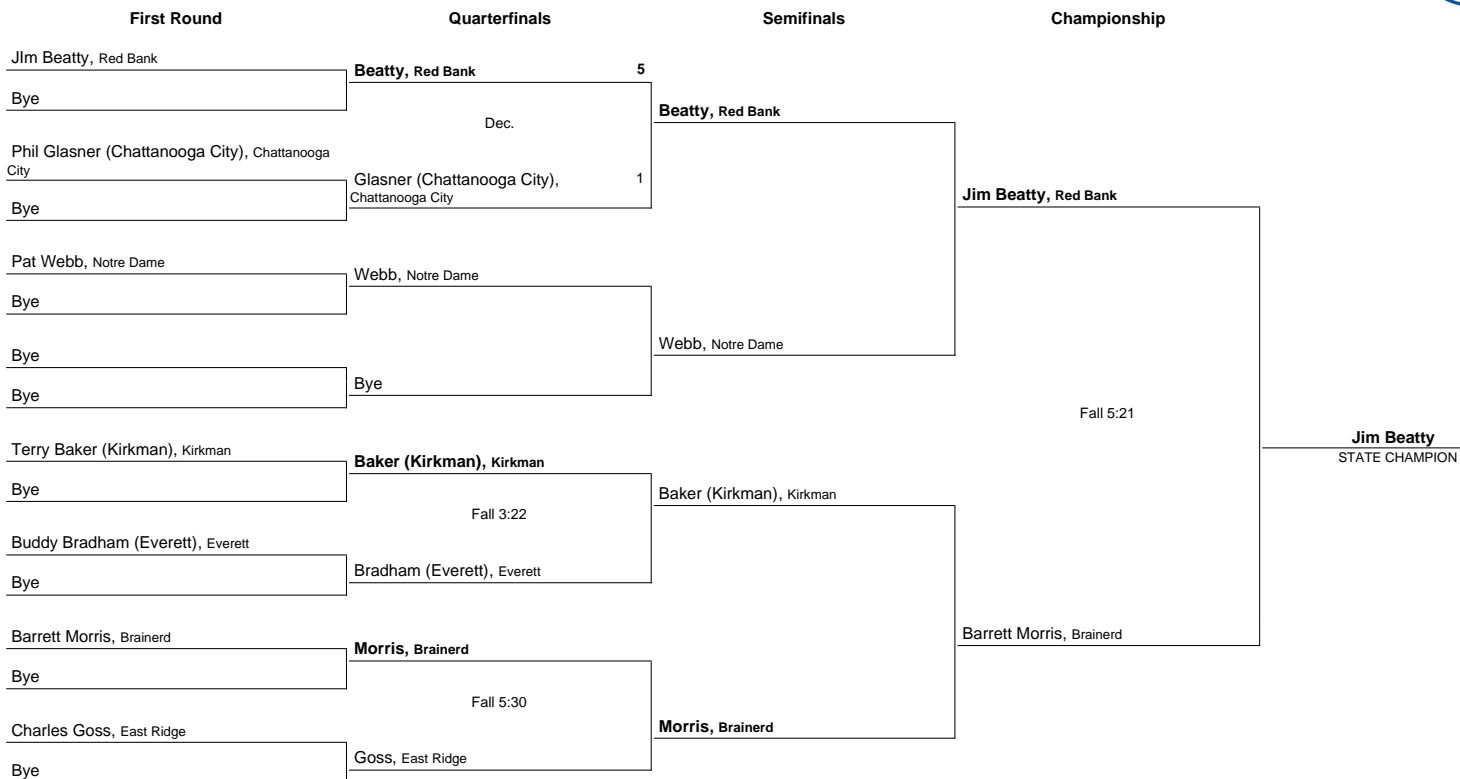 First Round
Quarterfinals
Semifinals
Championship
JIm Beatty, Red Bank
Bye
Phil Glasner (Chattanooga City), Chattanooga
City
Bye
Pat Webb, Notre Dame
Bye
Bye
Bye
Terry Baker (Kirkman), Kirkman
Bye
Buddy Bradham (Everett), Everett
Bye
Barrett Morris, Brainerd
Bye
Charles Goss, East Ridge
Bye
Beatty, Red Bank 5
Dec.
Glasner (Chattanooga City), 1
Chattanooga City
Webb, Notre Dame
Bye
Baker (Kirkman), Kirkman
Fall 3:22
Bradham (Everett), Everett
Morris, Brainerd
Fall 5:30
Goss, East Ridge
Beatty, Red Bank
Webb, Notre Dame
Baker (Kirkman), Kirkman
Morris, Brainerd
Jim Beatty, Red Bank
Fall 5:21
Barrett Morris, Brainerd
Jim Beatty
STATE CHAMPION